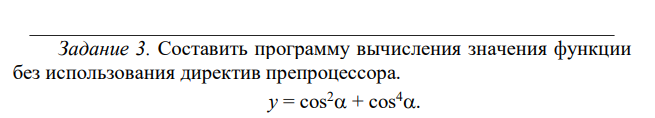 Задание 3. Составить программу вычисления значения функции
без использования директив препроцессора.
y = cos²α + cos⁴α.